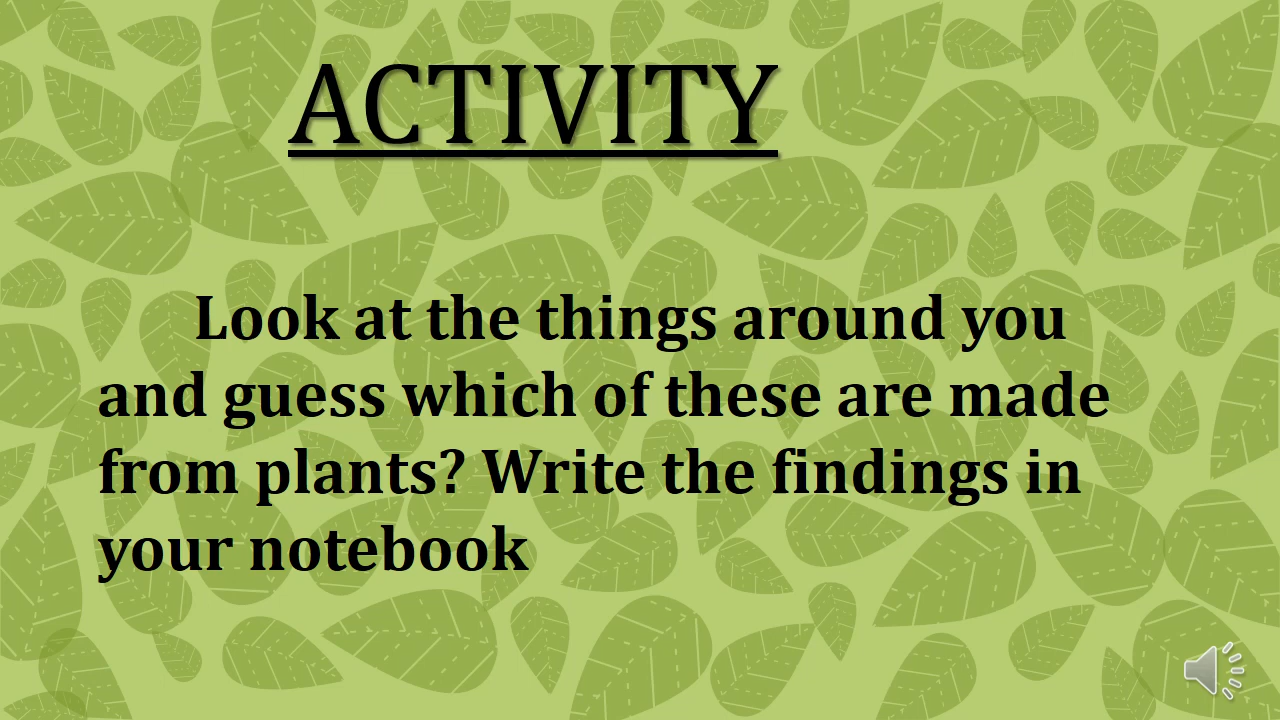 ACTIVITY
Look at the things around you
and guess which of these are made
from plants? Write the findings in
your notebook